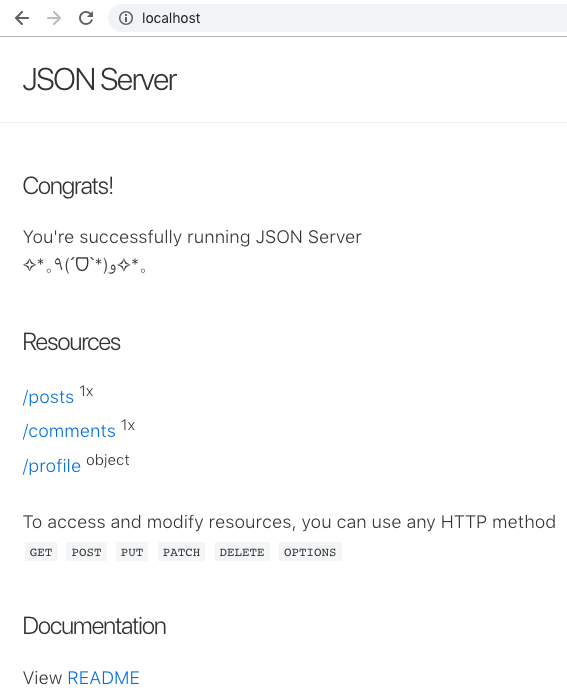 localhost
JSON Server
Congrats!
You're successfully running JSON Server
✧*｡٩(ˊᗜˋ*)و✧*｡
Resources
/posts 1x
/comments 1x
/profile object
To access and modify resources, you can use any HTTP method
GET POST PUT PATCH DELETE OPTIONS
Documentation
View README